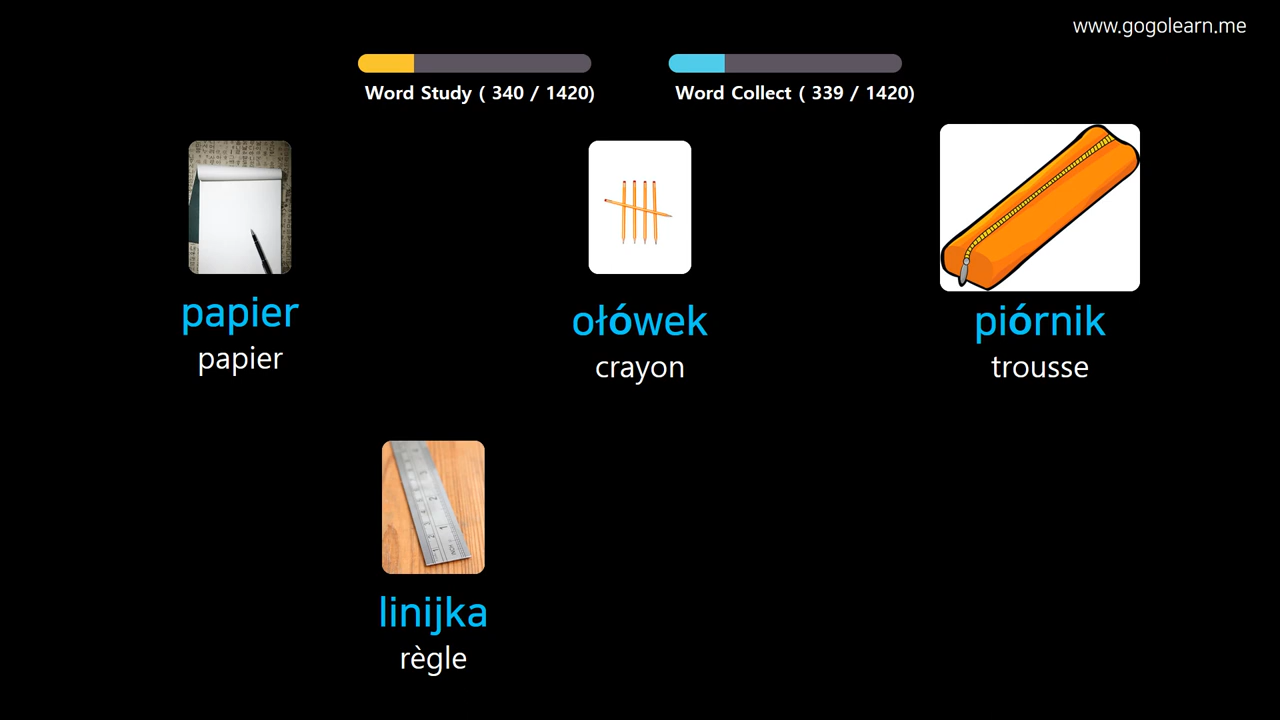 www.gogolearn.me
Word Study ( 340 / 1420)
Word Collect ( 339 / 1420)
papier
papier
ołówek
crayon
piórnik
trousse
linijka
règle